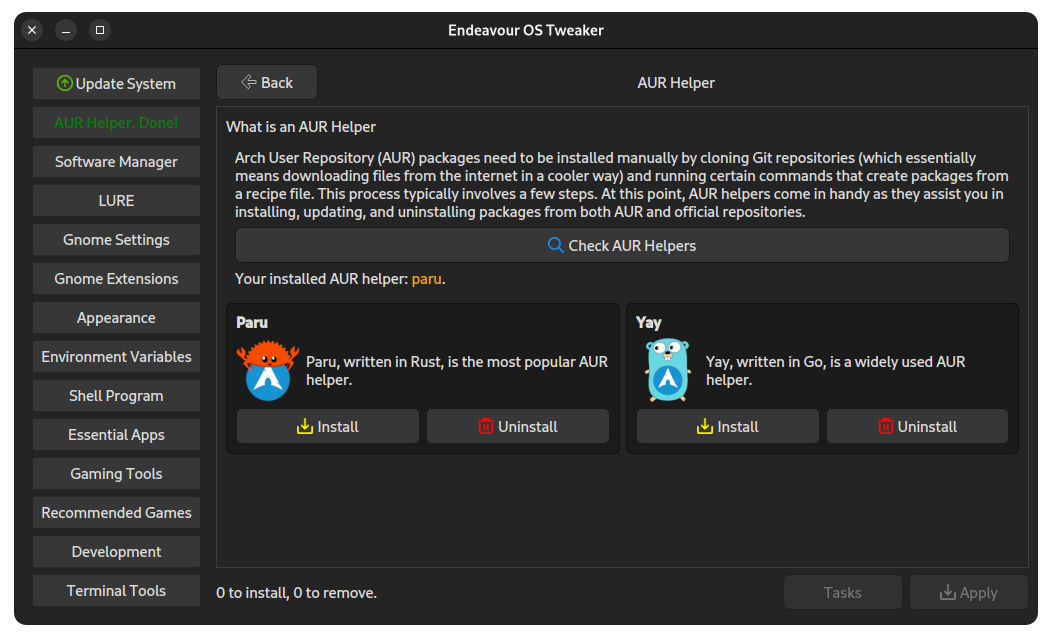 Endeavour OS Tweaker
Update System
AUR Helper. Done!
Software Manager
LURE
Gnome Settings
Gnome Extensions
Appearance
Environment Variables
Shell Program
Essential Apps
Gaming Tools
Recommended Games
Development
Terminal Tools
Back
AUR Helper
What is an AUR Helper
Arch User Repository (AUR) packages need to be installed manually by cloning Git repositories (which essentially
means downloading files from the internet in a cooler way) and running certain commands that create packages from
a recipe file. This process typically involves a few steps. At this point, AUR helpers come in handy as they assist you in
installing, updating, and uninstalling packages from both AUR and official repositories.
Check AUR Helpers
Your installed AUR helper: paru.
Paru
Paru, written in Rust, is the most popular AUR
helper.
Install
Uninstall
Yay
Yay, written in Go, is a widely used AUR
helper.
Install
Uninstall
0 to install, 0 to remove.
Tasks
Apply